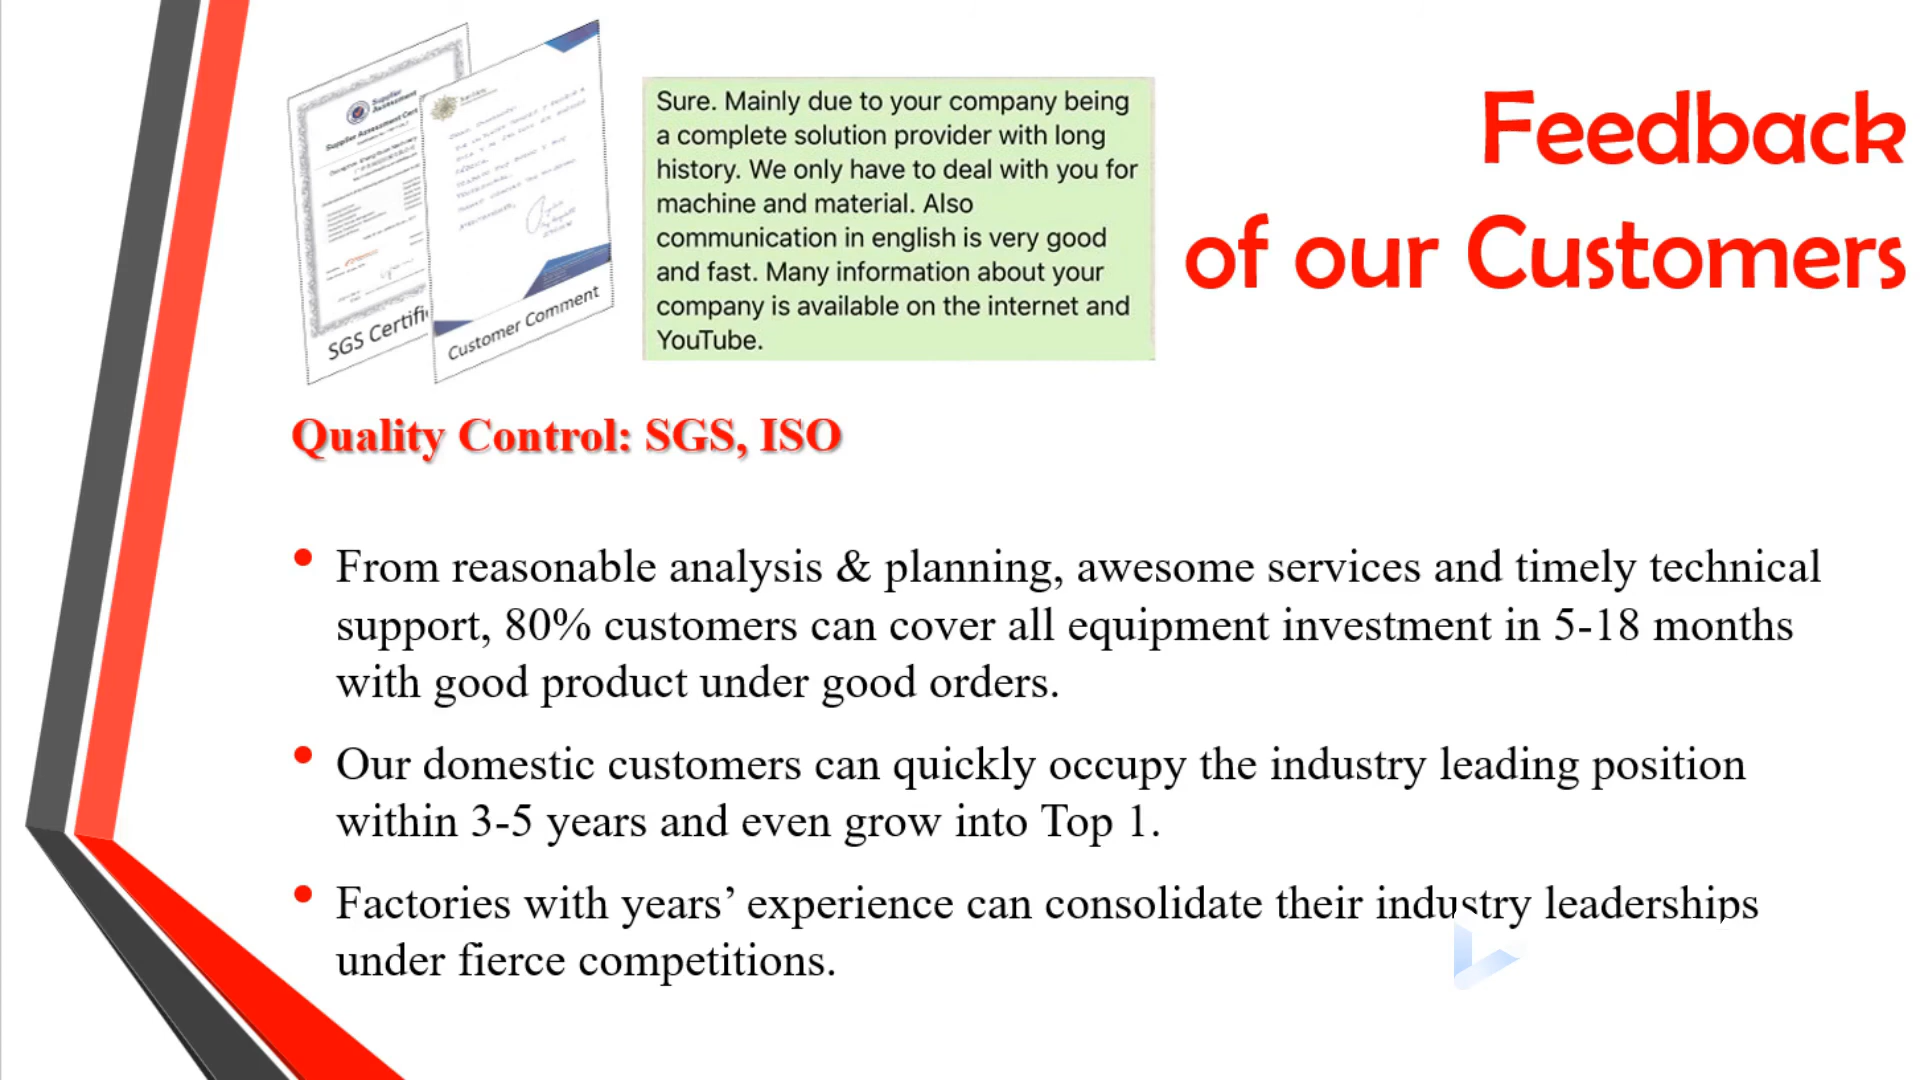 Supplier
Assessment
Supplier Assessment Cert
SGS Certifi
Customer Comment
Sure. Mainly due to your company being
a complete solution provider with long
history. We only have to deal with you for
machine and material. Also
communication in english is very good
and fast. Many information about your
company is available on the internet and
YouTube.
Feedback
of our Customers
Quality Control: SGS, ISO
• From reasonable analysis & planning, awesome services and timely technical
support, 80% customers can cover all equipment investment in 5-18 months
with good product under good orders.
• Our domestic customers can quickly occupy the industry leading position
within 3-5 years and even grow into Top 1.
• Factories with years’ experience can consolidate their industry leaderships
under fierce competitions.